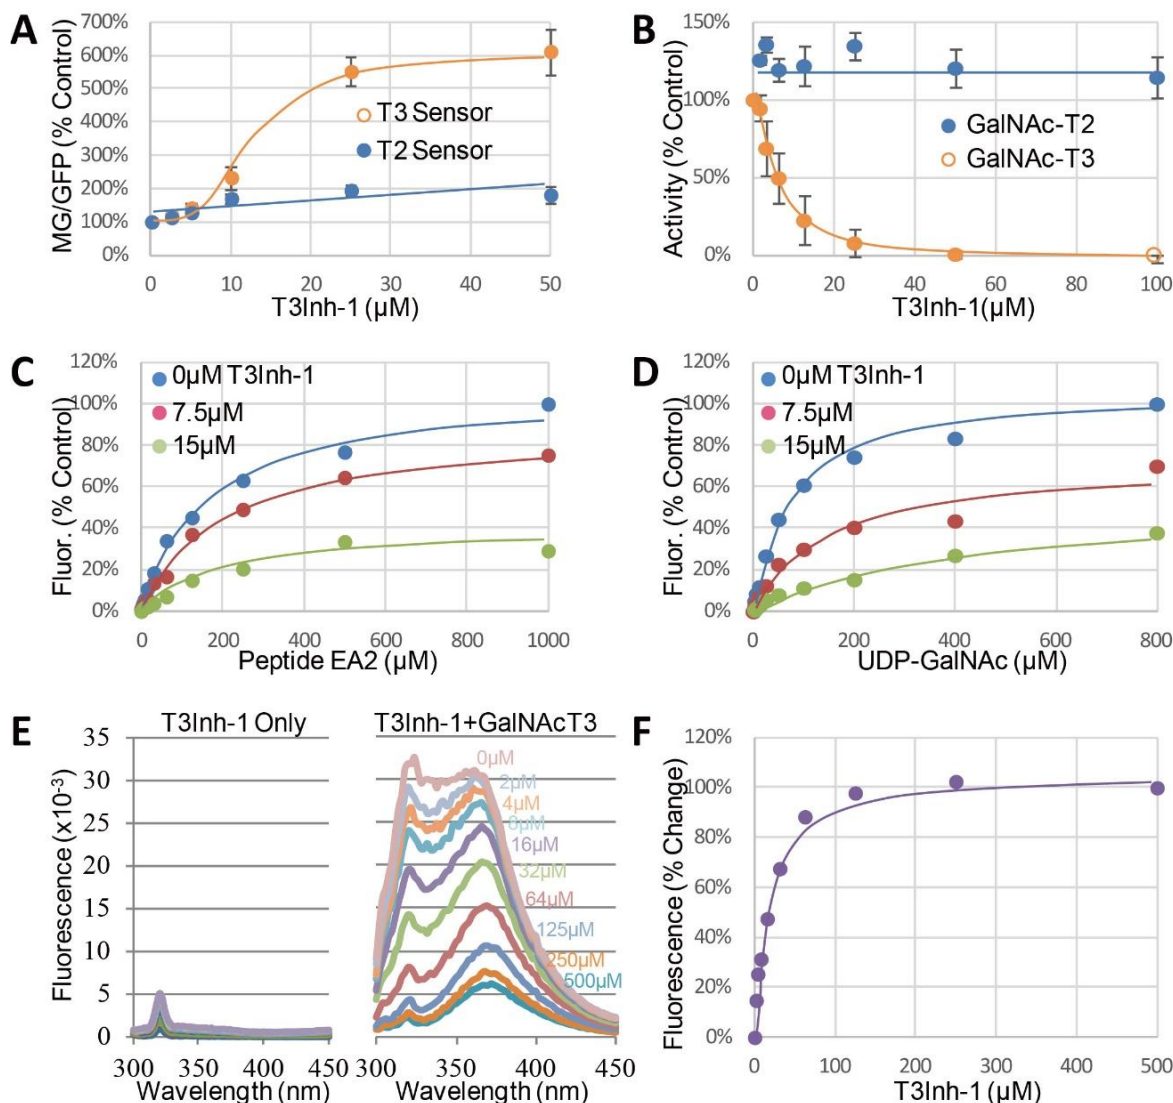 A
MG/GFP (% Control)
700%
600%
500%
400%
300%
200%
100%
0%
T3 Sensor
T2 Sensor
0 10 20 30 40 50
T3Inh-1 (µM)
B
Activity (% Control)
150%
100%
50%
0%
GalNAc-T2
GalNAc-T3
0 20 40 60 80 100
T3Inh-1(µM)
C
Fluor. (% Control)
120%
100%
80%
60%
40%
20%
0%
0µM T3Inh-1
7.5µM
15µM
0 200 400 600 800 1000
Peptide EA2 (µM)
D
Fluor. (% Control)
120%
100%
80%
60%
40%
20%
0%
0µM T3Inh-1
7.5µM
15µM
0 200 400 600 800
UDP-GalNAc (µM)
E
Fluorescence (x10⁻³)
T3Inh-1 Only
35
30
25
20
15
10
5
0
300 350 400 450
Wavelength (nm)
T3Inh-1+GalNAcT3
0µM
2µM
4µM
8µM
16µM
32µM
64µM
125µM
250µM
500µM
300 350 400 450
Wavelength (nm)
F
Fluorescence (% Change)
120%
100%
80%
60%
40%
20%
0%
0 100 200 300 400 500
T3Inh-1 (µM)